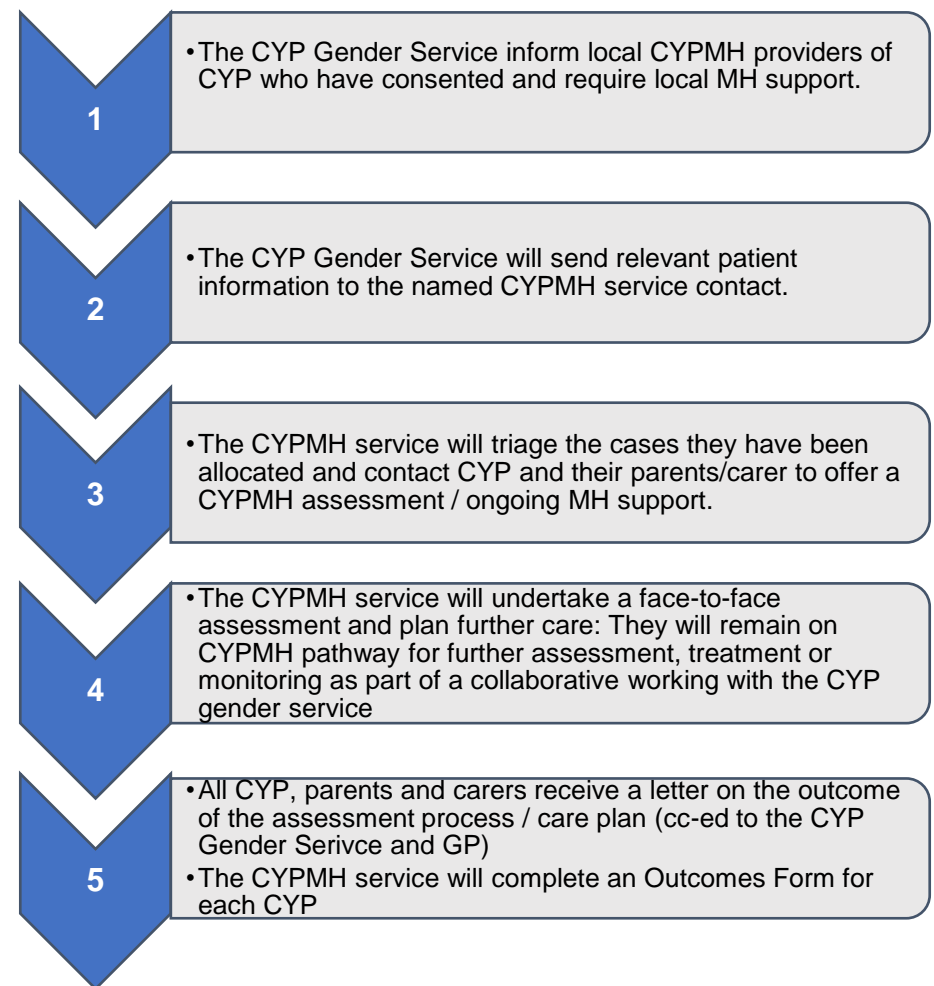 1
•The CYP Gender Service inform local CYPMH providers of
CYP who have consented and require local MH support.
2
•The CYP Gender Service will send relevant patient
information to the named CYPMH service contact.
3
•The CYPMH service will triage the cases they have been
allocated and contact CYP and their parents/carer to offer a
CYPMH assessment / ongoing MH support.
4
•The CYPMH service will undertake a face-to-face
assessment and plan further care: They will remain on
CYPMH pathway for further assessment, treatment or
monitoring as part of a collaborative working with the CYP
gender service
5
•All CYP, parents and carers receive a letter on the outcome
of the assessment process / care plan (cc-ed to the CYP
Gender Serivce and GP)
•The CYPMH service will complete an Outcomes Form for
each CYP